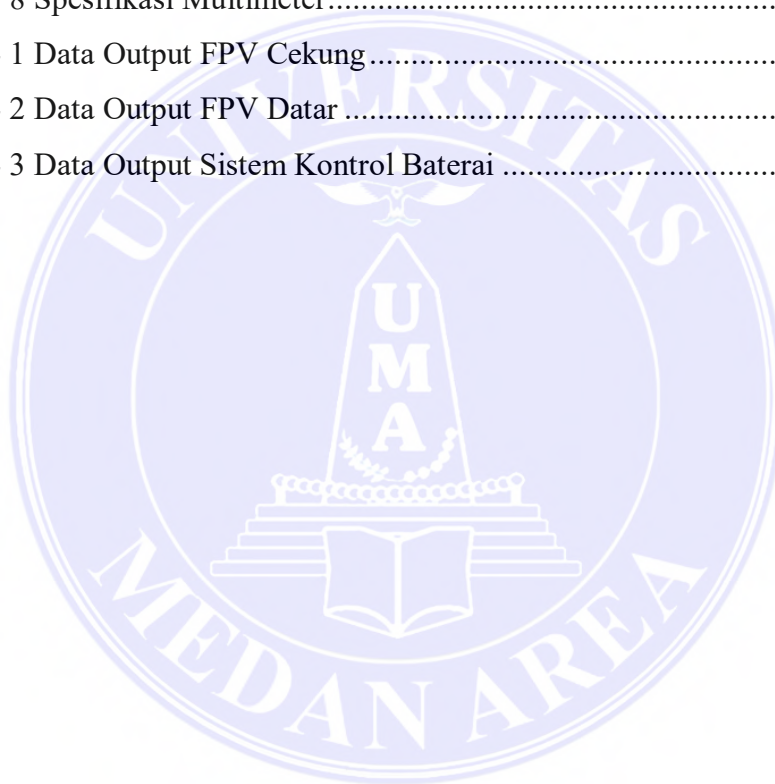 8 Spesifikasi Multimeter....................................................
1 Data Output FPV Cekung..................................................
2 Data Output FPV Datar .....................................................
3 Data Output Sistem Kontrol Baterai ...................................
UNIVERSITAS
U
M
A
MEDAN AREA